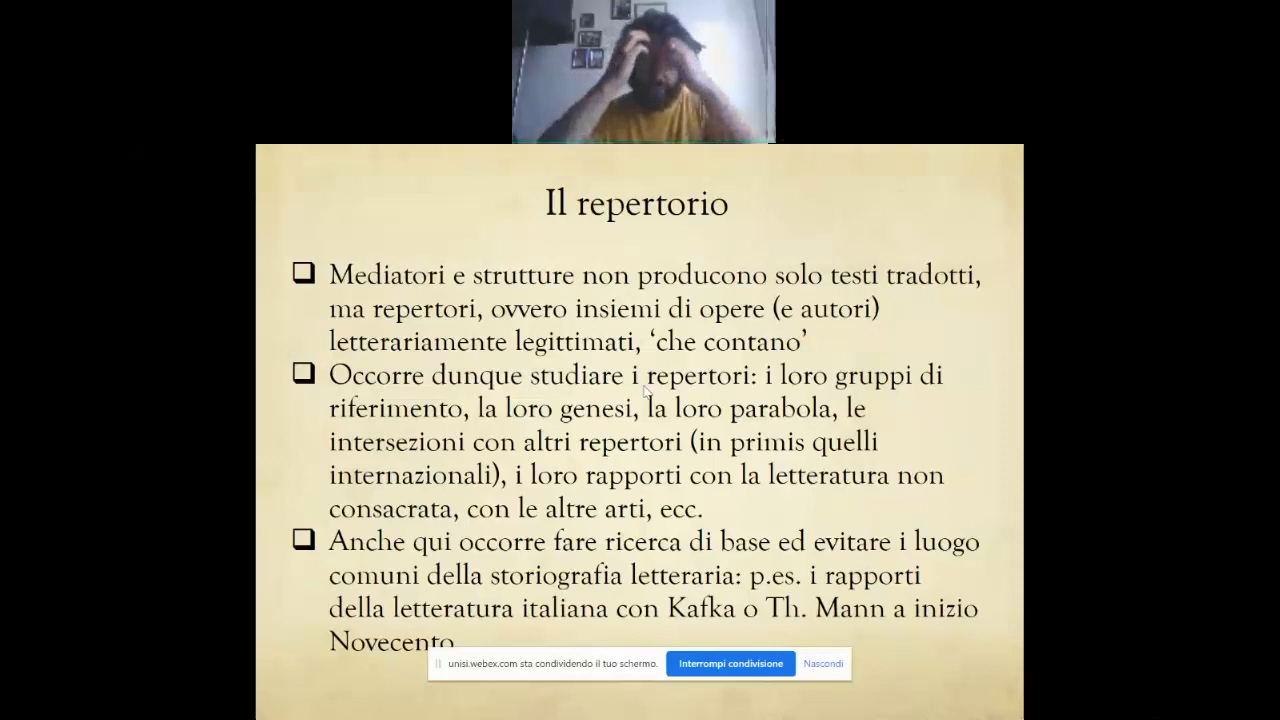 Il repertorio
❑ Mediatori e strutture non producono solo testi tradotti,
ma repertori, ovvero insiemi di opere (e autori)
letterariamente legittimati, ‘che contano’
❑ Occorre dunque studiare i repertori: i loro gruppi di
riferimento, la loro genesi, la loro parabola, le
intersezioni con altri repertori (in primis quelli
internazionali), i loro rapporti con la letteratura non
consacrata, con le altre arti, ecc.
❑ Anche qui occorre fare ricerca di base ed evitare i luogo
comuni della storiografia letteraria: p.es. i rapporti
della letteratura italiana con Kafka o Th. Mann a inizio
Novecento
unisi.webex.com sta condividendo il tuo schermo. Interrompi condivisione Nascondi